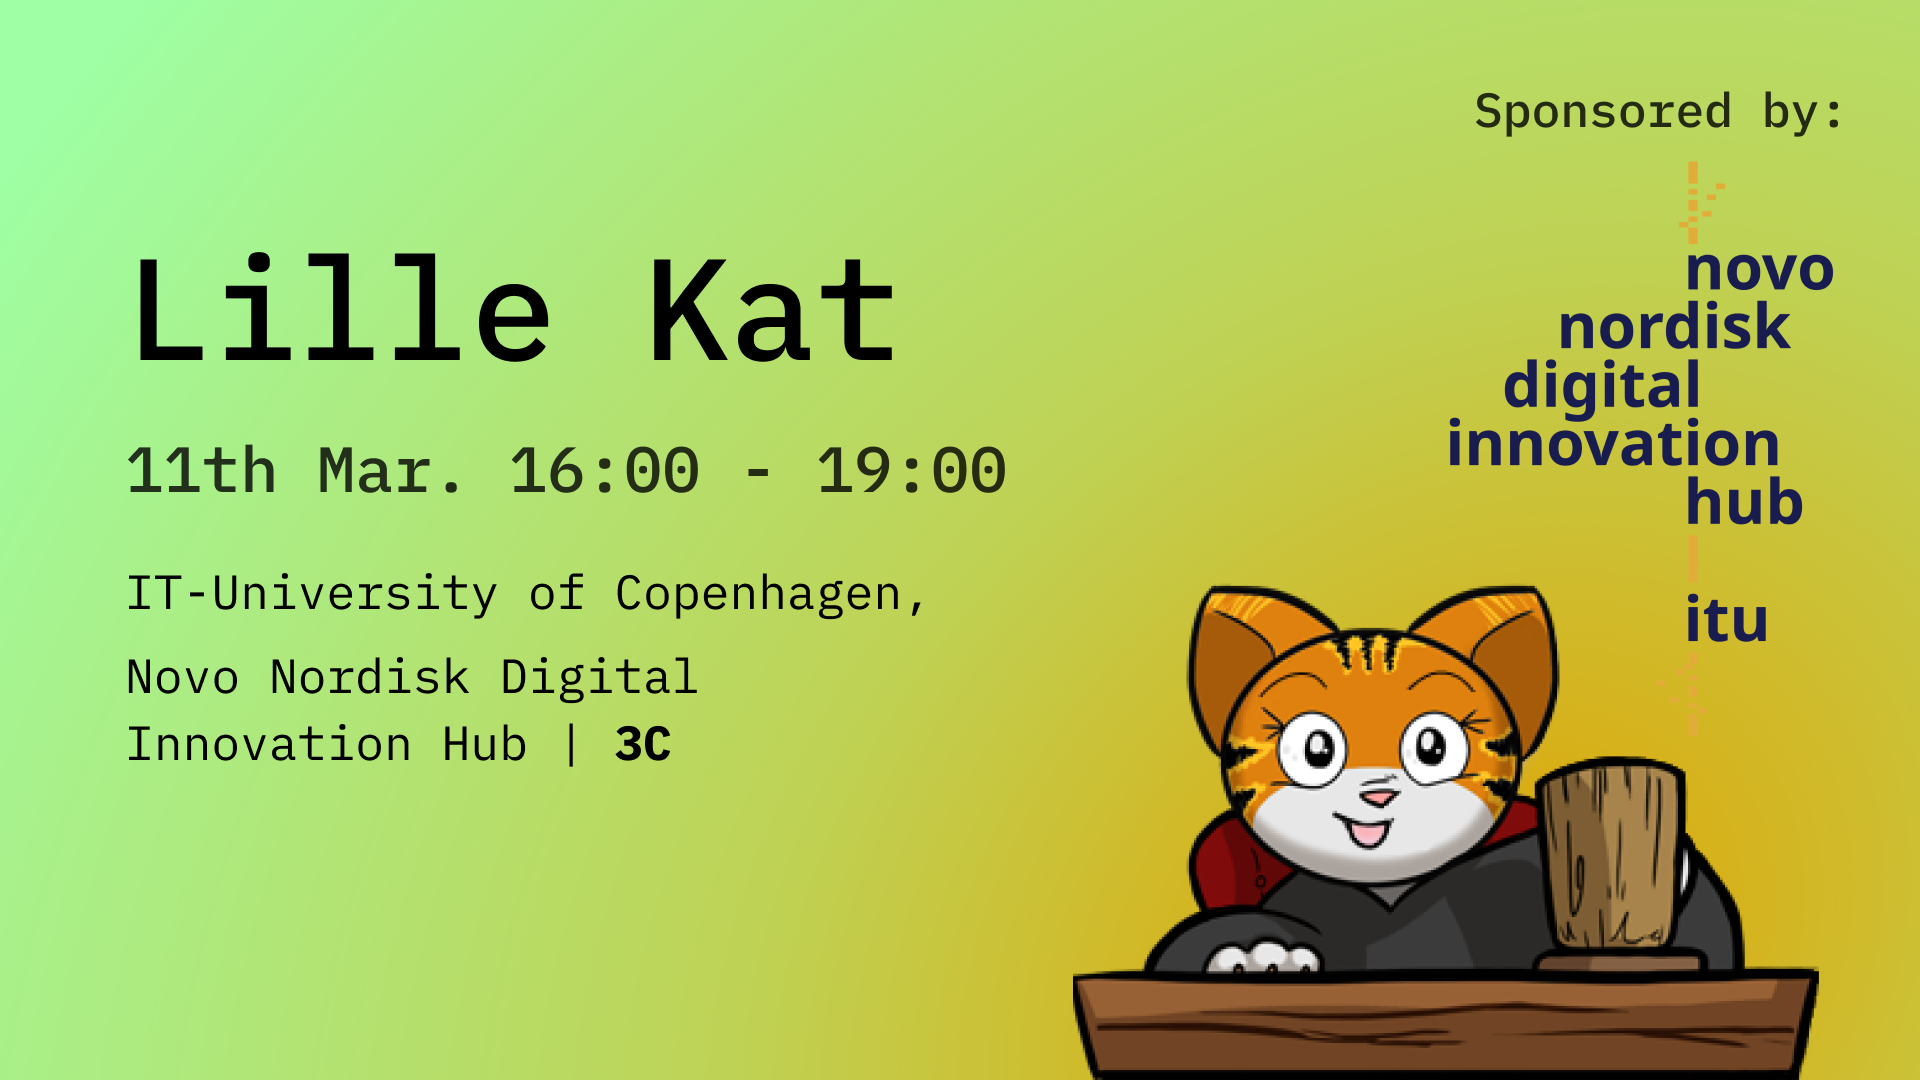 Lille Kat
11th Mar. 16:00 - 19:00
IT-University of Copenhagen,
Novo Nordisk Digital
Innovation Hub | 3C
Sponsored by:
novo
nordisk
digital
innovation
hub
itu